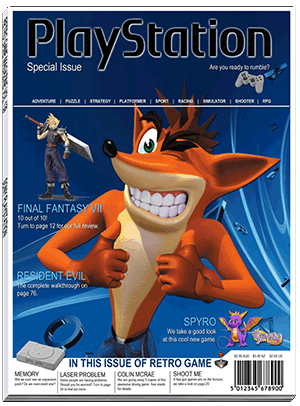 PlayStation
Special Issue
Are you ready to rumble?
ADVENTURE | PUZZLE | STRATEGY | PLATFORMER | SPORT | RACING | SIMULATOR | SHOOTER | RPG
FINAL FANTASY VII
10 out of 10!
Turn to page 12 for our full review.
RESIDENT EVIL
The complete walkthrough on
page 76.
SPYRO
We take a good look
at this cool new game.
IN THIS ISSUE OF RETRO GAME
MEMORY
LASER PROBLEM
COLIN MCRAE
SHOOT ME
5 012345 678900